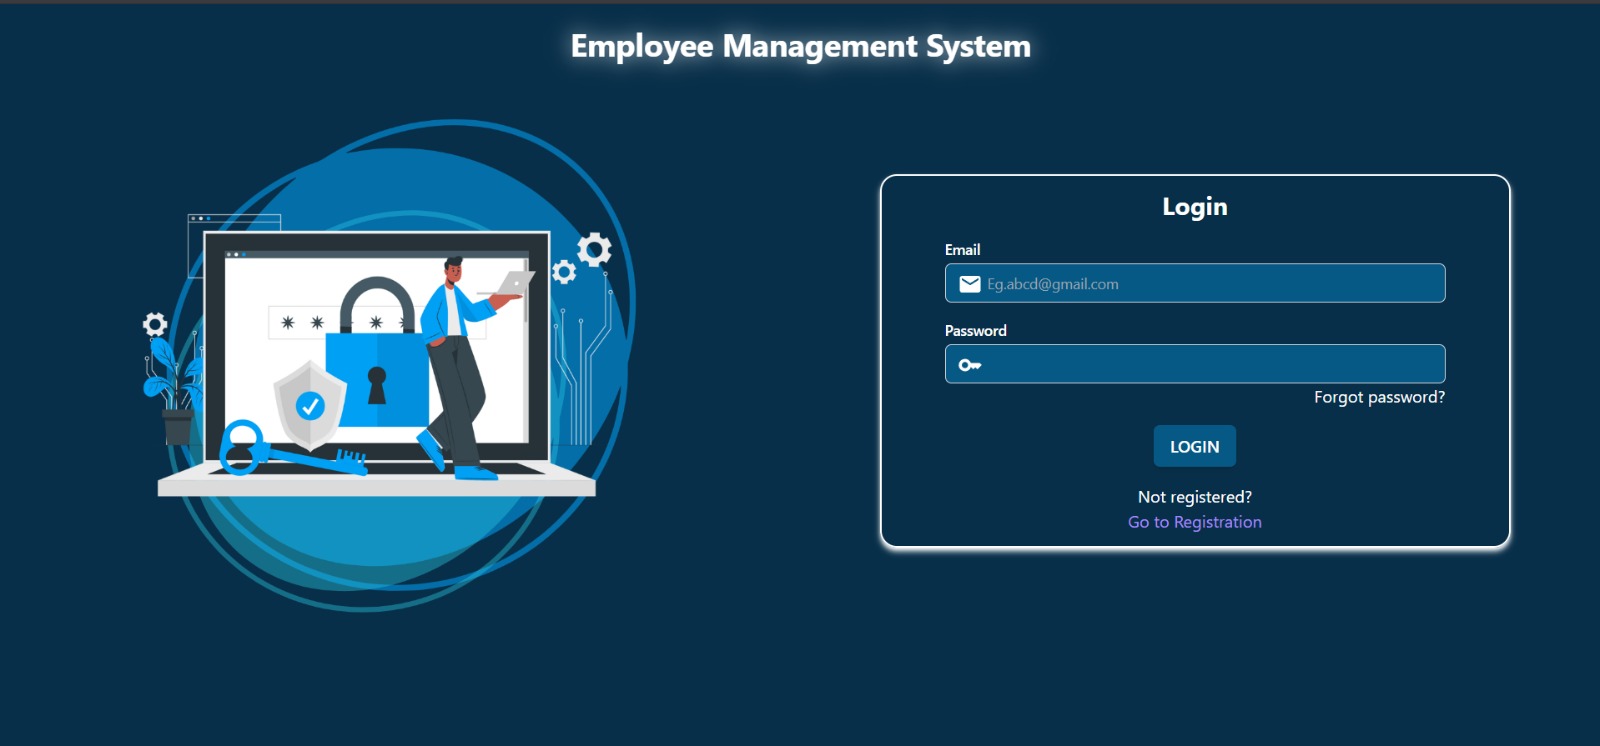 Employee Management System
Login
Email
Eg.abcd@gmail.com
Password
Forgot password?
LOGIN
Not registered?
Go to Registration